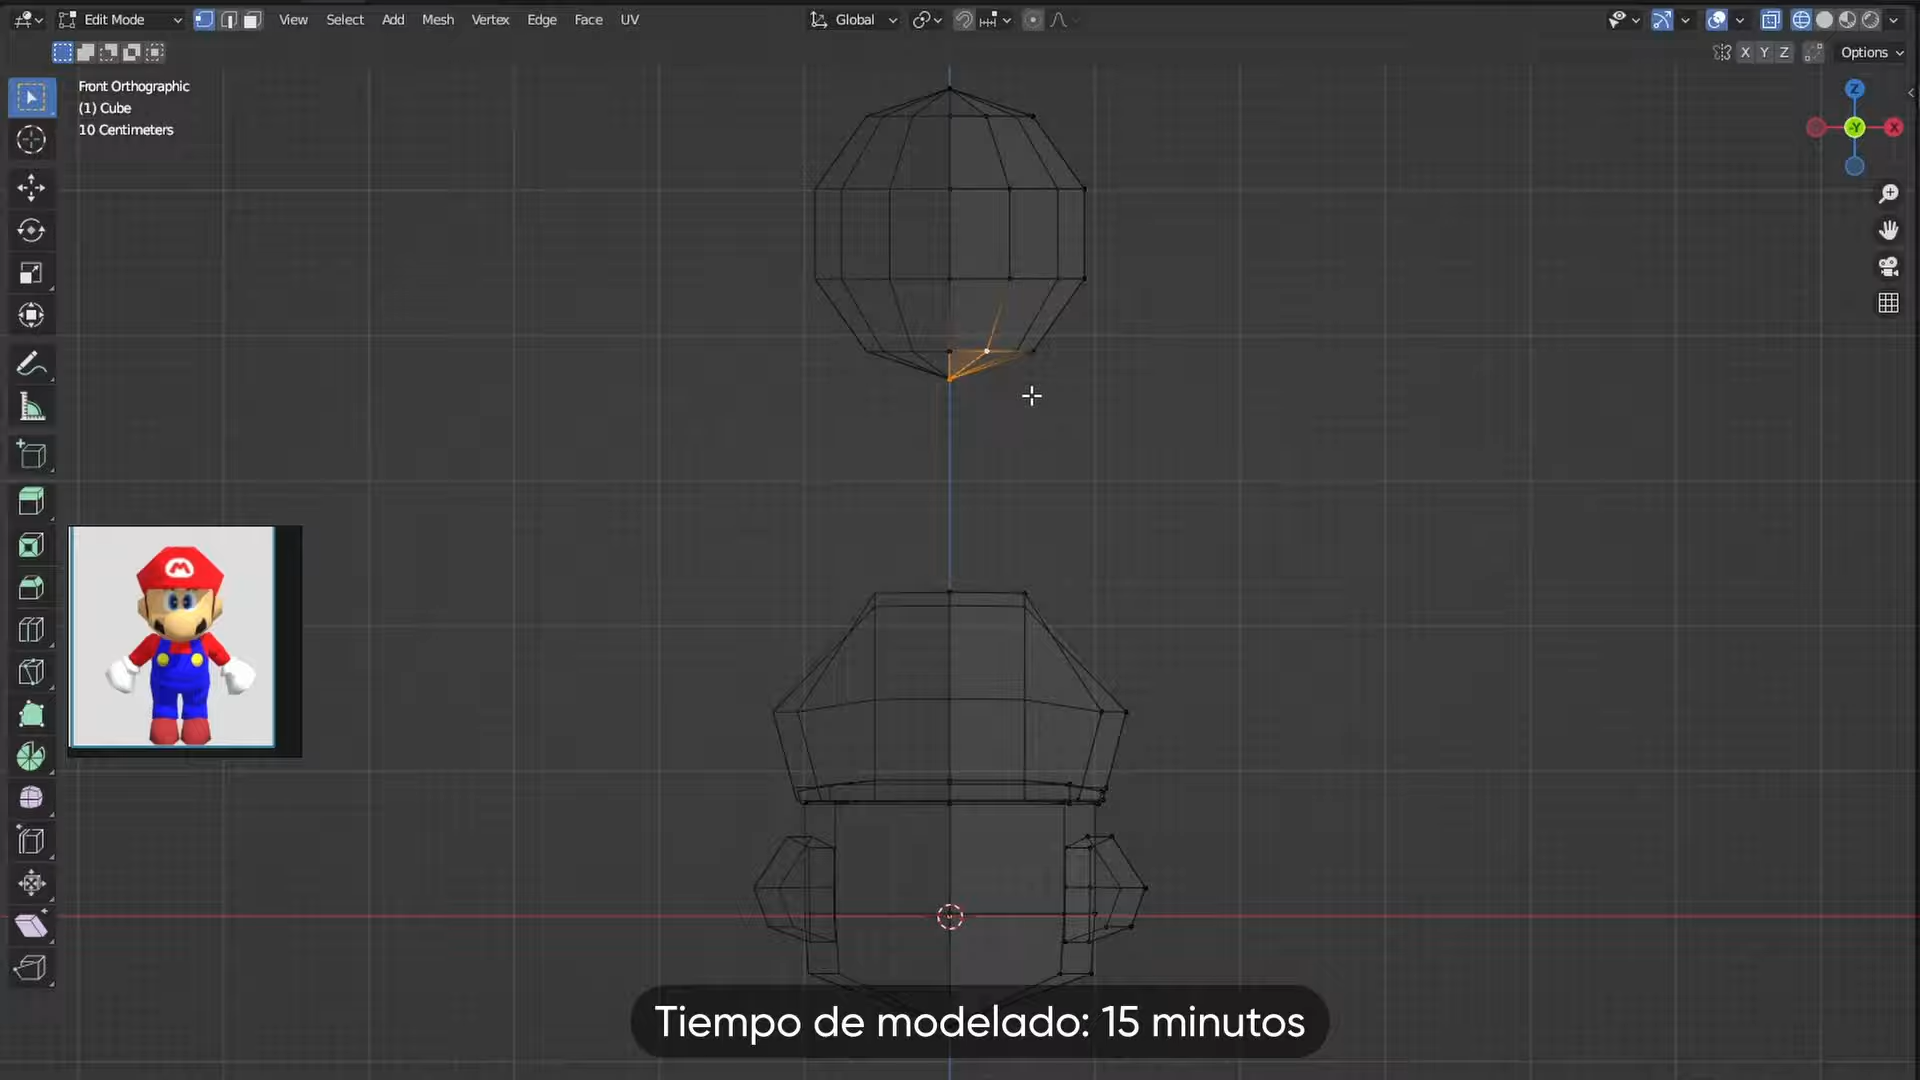 Edit Mode View Select Add Mesh Vertex Edge Face UV Global
X Y Z Options
Front Orthographic
(1) Cube
10 Centimeters
Z
-Y X
M
Tiempo de modelado: 15 minutos